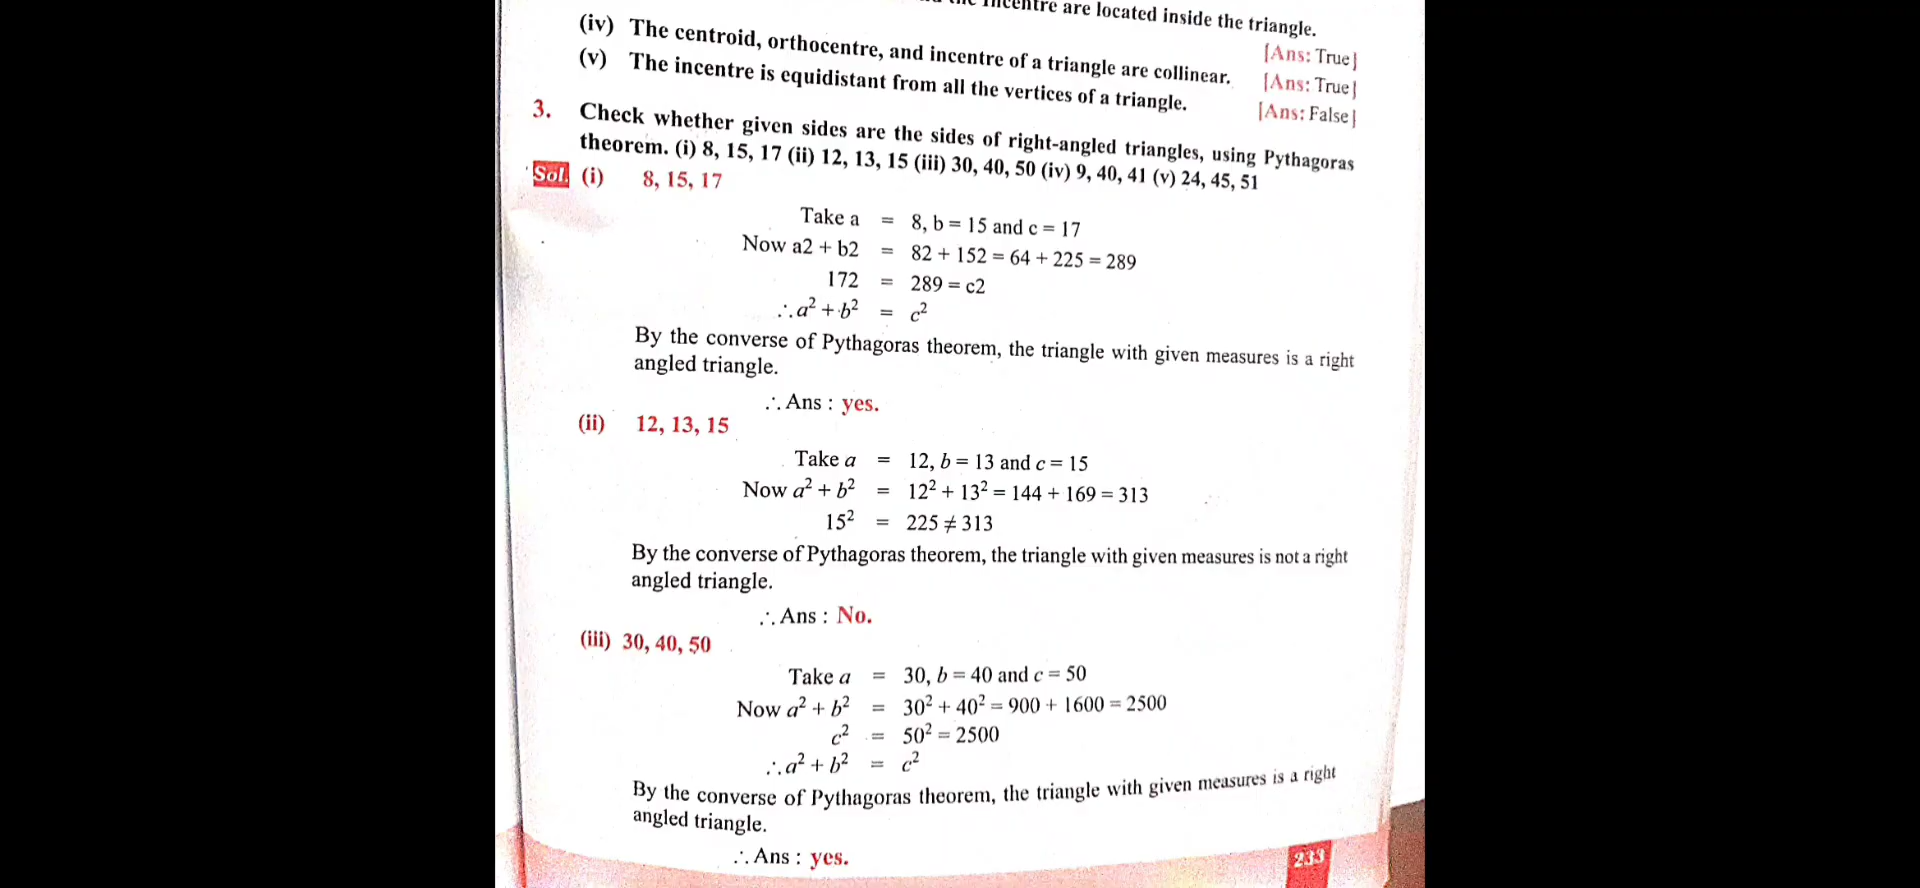 Incentre are located inside the triangle.
[Ans: True]
(iv) The centroid, orthocentre, and incentre of a triangle are collinear. [Ans: True]
(v) The incentre is equidistant from all the vertices of a triangle. [Ans: False]
3. Check whether given sides are the sides of right-angled triangles, using Pythagoras
theorem. (i) 8, 15, 17 (ii) 12, 13, 15 (iii) 30, 40, 50 (iv) 9, 40, 41 (v) 24, 45, 51
Sol. (i) 8, 15, 17
Take a = 8, b = 15 and c = 17
Now a2 + b2 = 82 + 152 = 64 + 225 = 289
172 = 289 = c2
∴ a² + b² = c²
By the converse of Pythagoras theorem, the triangle with given measures is a right
angled triangle.
∴ Ans : yes.
(ii) 12, 13, 15
Take a = 12, b = 13 and c = 15
Now a² + b² = 12² + 13² = 144 + 169 = 313
15² = 225 ≠ 313
By the converse of Pythagoras theorem, the triangle with given measures is not a right
angled triangle.
∴ Ans : No.
(iii) 30, 40, 50
Take a = 30, b = 40 and c = 50
Now a² + b² = 30² + 40² = 900 + 1600 = 2500
c² = 50² = 2500
∴ a² + b² = c²
By the converse of Pythagoras theorem, the triangle with given measures is a right
angled triangle.
∴ Ans : yes.
233